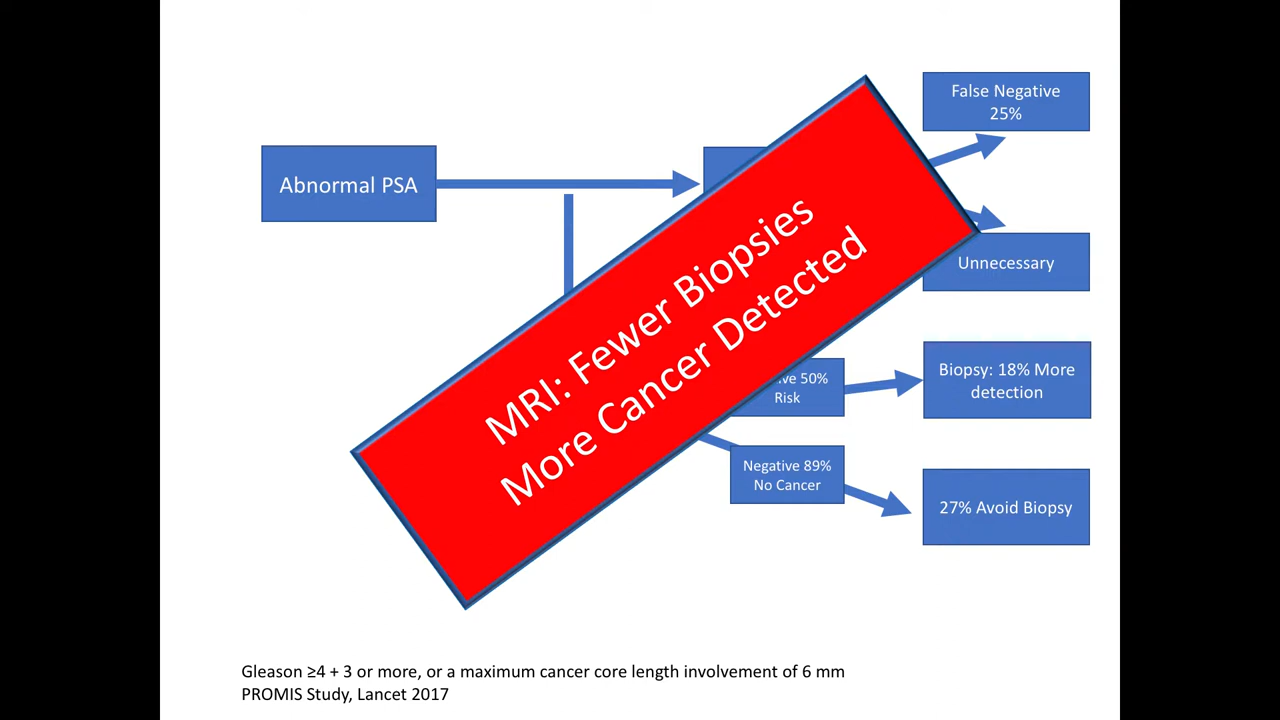 False Negative
25%
Abnormal PSA
Unnecessary
MRI: Fewer Biopsies
More Cancer Detected
50%
Risk
Biopsy: 18% More
detection
Negative 89%
No Cancer
27% Avoid Biopsy
Gleason ≥4 + 3 or more, or a maximum cancer core length involvement of 6 mm
PROMIS Study, Lancet 2017